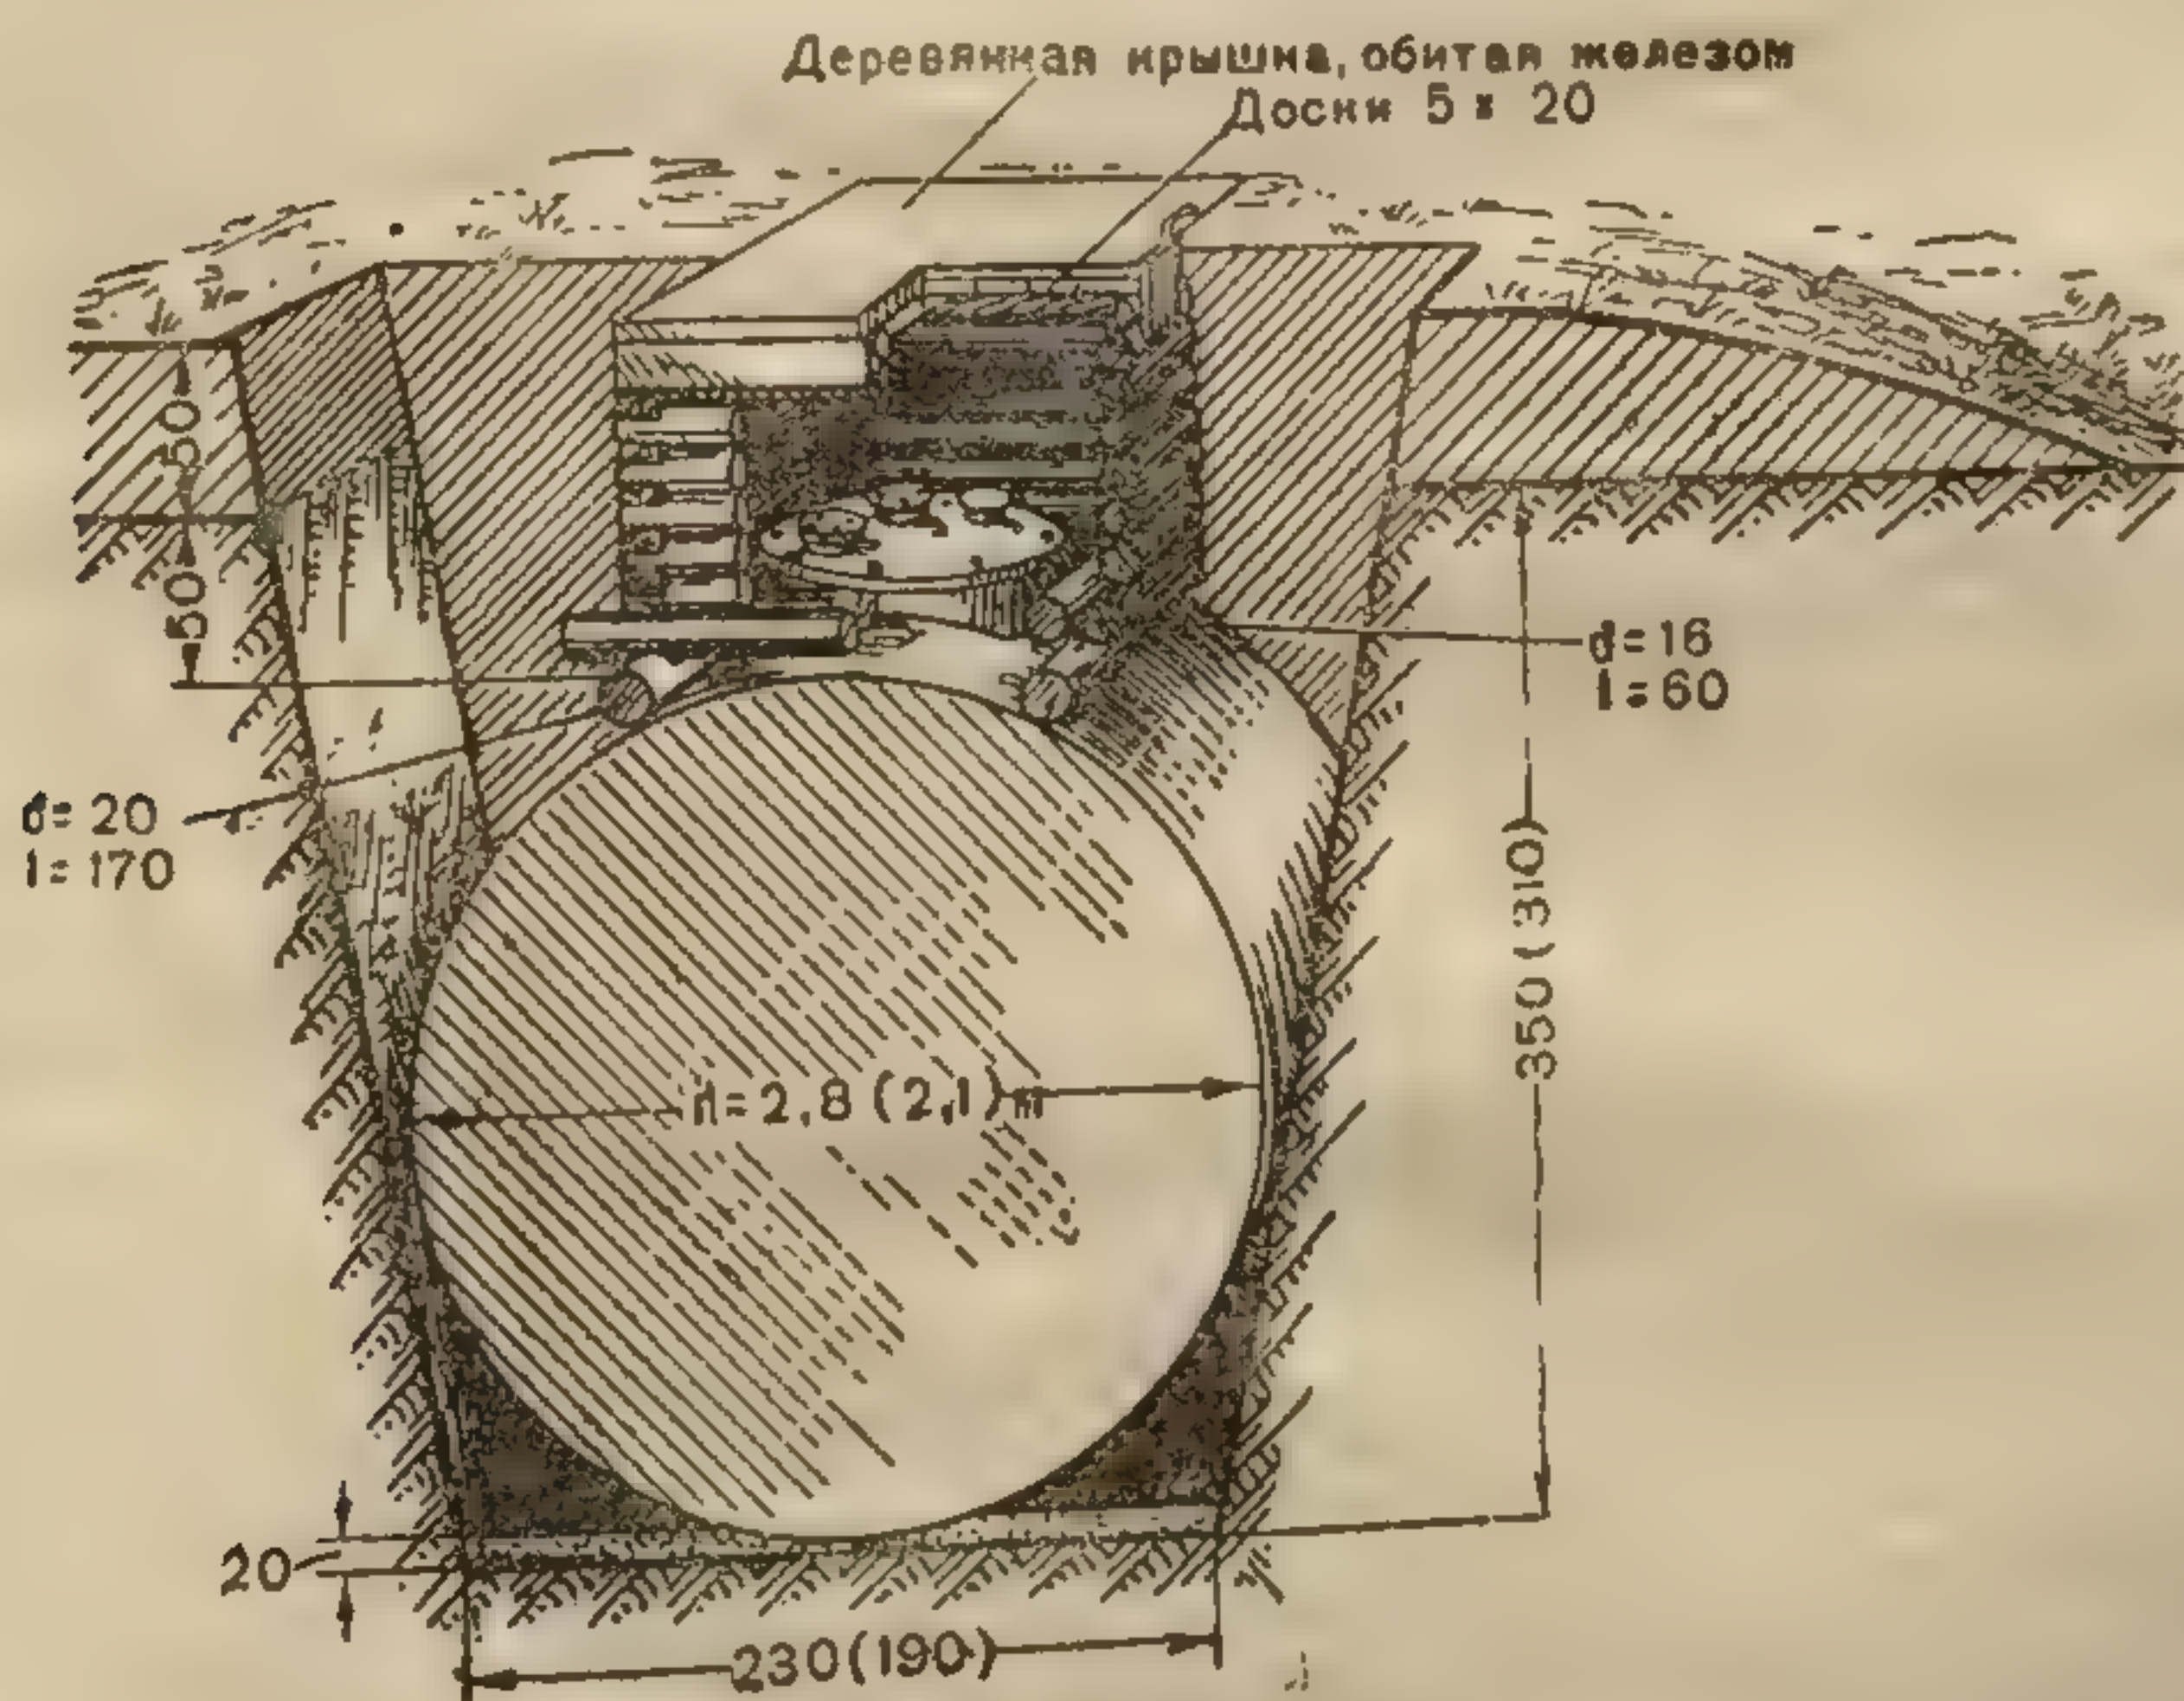 Деревянная крышка, обитая железом
Доски 5 × 20
50
50
d=16
l=60
d=20
l=170
350 (310)
d=2,8 (2,1) m
20
230 (190)